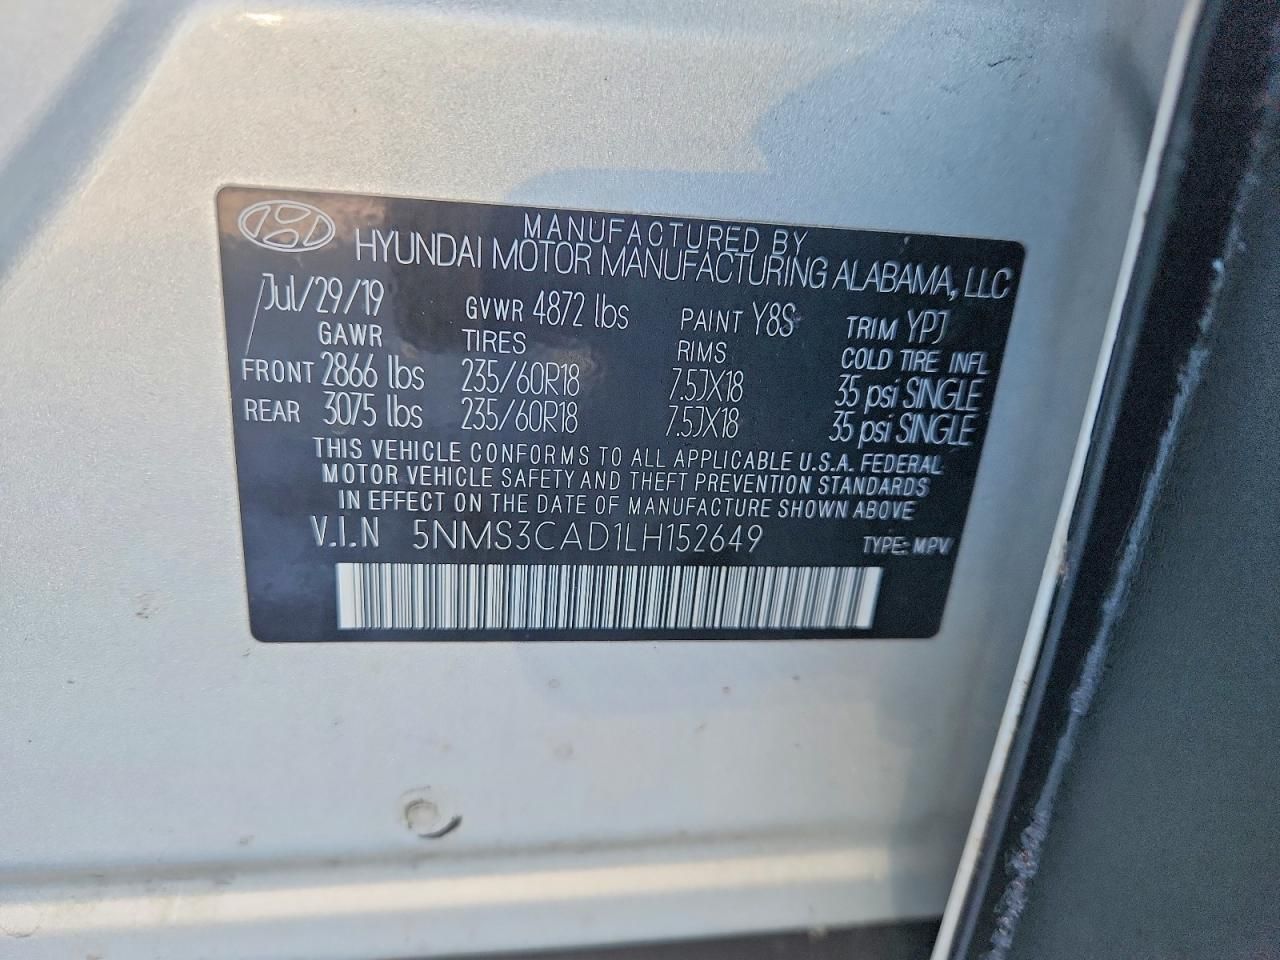 MANUFACTURED BY
HYUNDAI MOTOR MANUFACTURING ALABAMA, LLC
Jul/29/19 GVWR 4872 lbs PAINT Y8S TRIM YPJ
GAWR TIRES RIMS COLD TIRE INFL
FRONT 2866 lbs 235/60R18 7.5JX18 35 psi SINGLE
REAR 3075 lbs 235/60R18 7.5JX18 35 psi SINGLE
THIS VEHICLE CONFORMS TO ALL APPLICABLE U.S.A. FEDERAL
MOTOR VEHICLE SAFETY AND THEFT PREVENTION STANDARDS
IN EFFECT ON THE DATE OF MANUFACTURE SHOWN ABOVE
V.I.N 5NMS3CAD1LH152649 TYPE: MPV